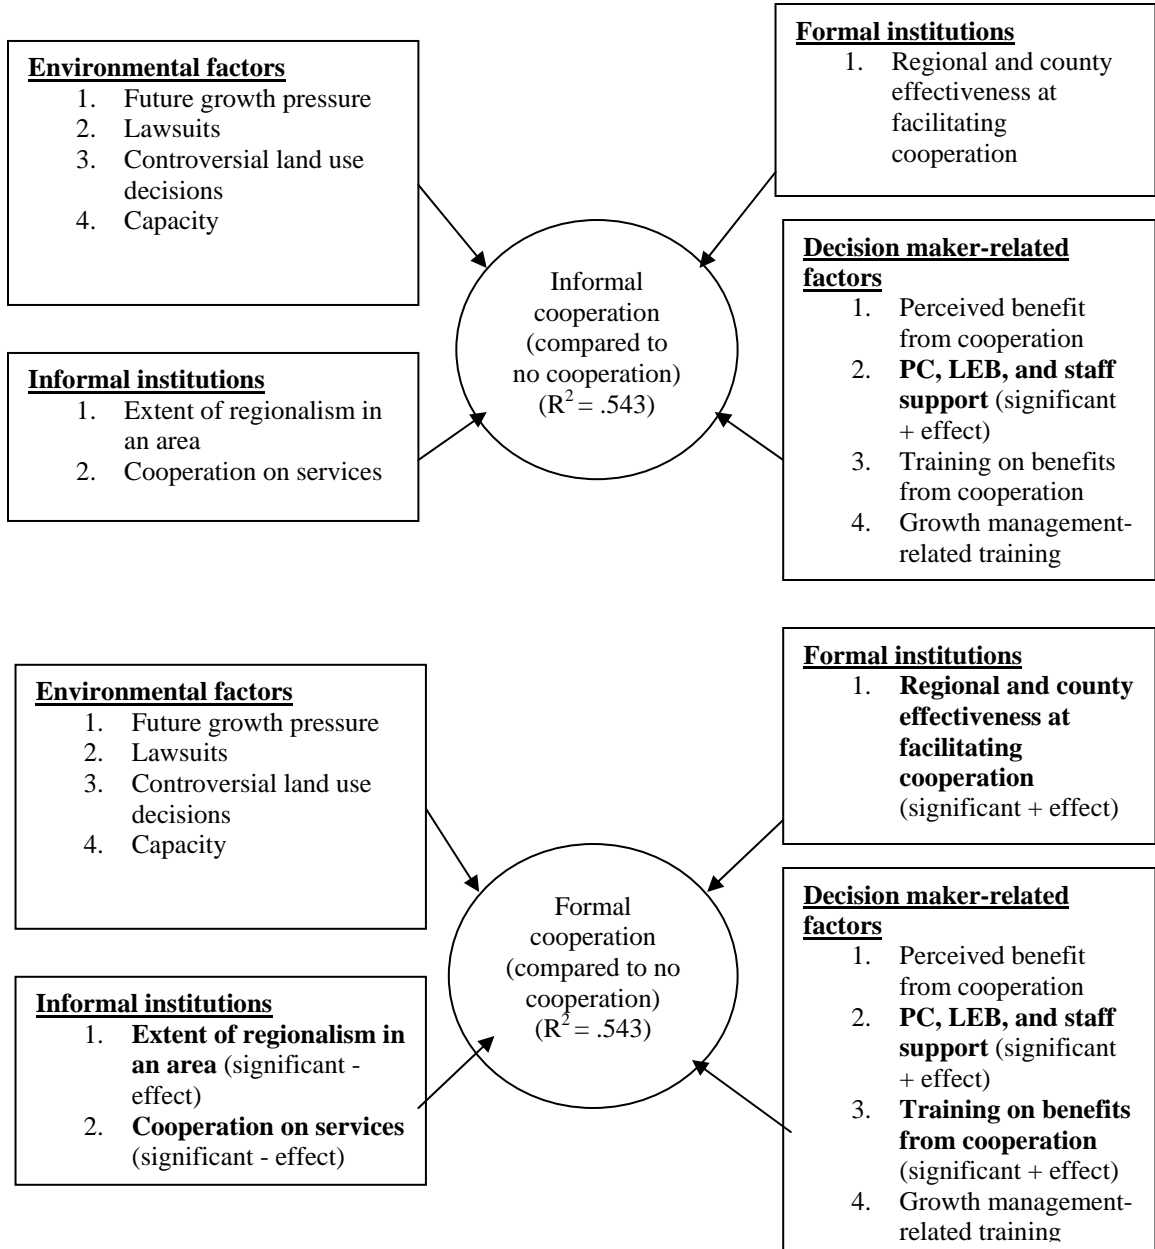 Environmental factors
1. Future growth pressure
2. Lawsuits
3. Controversial land use
decisions
4. Capacity
Formal institutions
1. Regional and county
effectiveness at
facilitating
cooperation
Informal
cooperation
(compared to
no cooperation)
(R² = .543)
Informal institutions
1. Extent of regionalism in
an area
2. Cooperation on services
Decision maker-related
factors
1. Perceived benefit
from cooperation
2. PC, LEB, and staff
support (significant
+ effect)
3. Training on benefits
from cooperation
4. Growth management-
related training
Environmental factors
1. Future growth pressure
2. Lawsuits
3. Controversial land use
decisions
4. Capacity
Formal institutions
1. Regional and county
effectiveness at
facilitating
cooperation
(significant + effect)
Formal
cooperation
(compared to no
cooperation)
(R² = .543)
Informal institutions
1. Extent of regionalism in
an area (significant -
effect)
2. Cooperation on services
(significant - effect)
Decision maker-related
factors
1. Perceived benefit
from cooperation
2. PC, LEB, and staff
support (significant
+ effect)
3. Training on benefits
from cooperation
(significant + effect)
4. Growth management-
related training